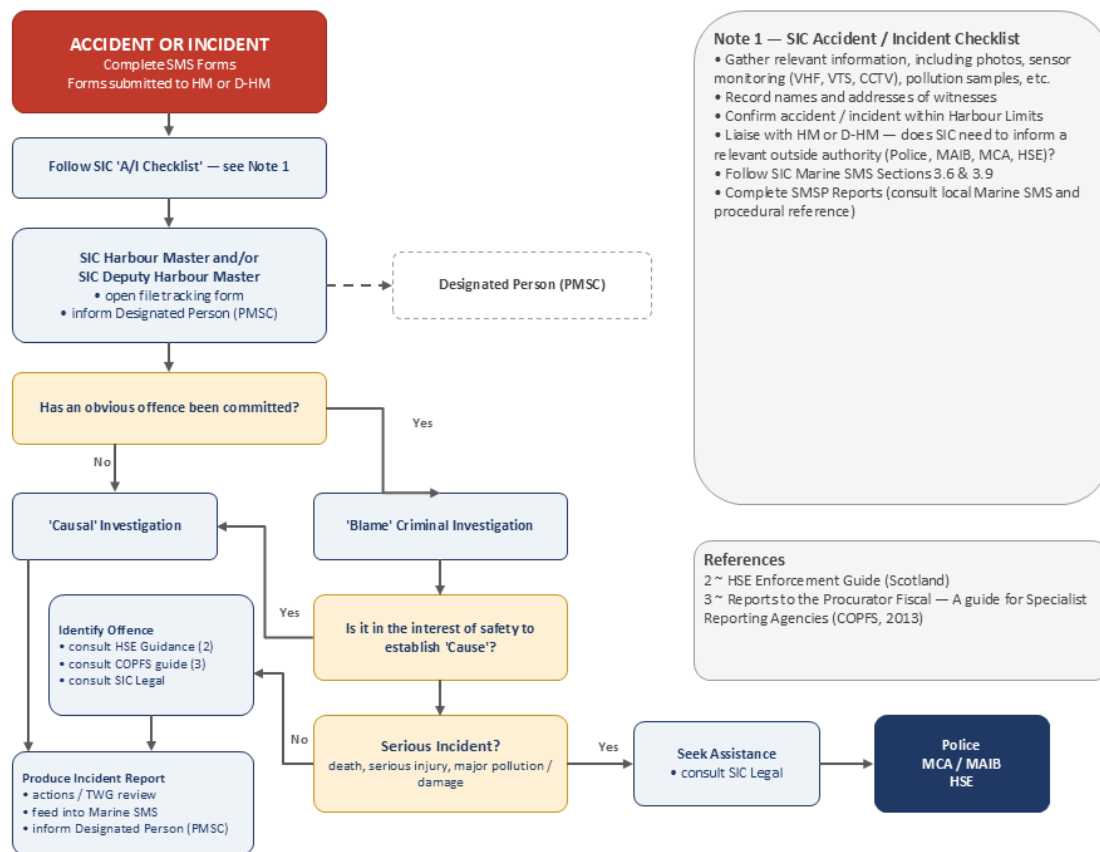 ACCIDENT OR INCIDENT
Complete SMS Forms
Forms submitted to HM or D-HM
Follow SIC 'A/I Checklist' — see Note 1
SIC Harbour Master and/or
SIC Deputy Harbour Master
• open file tracking form
• inform Designated Person (PMSC)
Designated Person (PMSC)
Has an obvious offence been committed?
Yes
No
'Causal' Investigation
'Blame' Criminal Investigation
Yes
Is it in the interest of safety to
establish 'Cause'?
Identify Offence
• consult HSE Guidance (2)
• consult COPFS guide (3)
• consult SIC Legal
No
Serious Incident?
death, serious injury, major pollution /
damage
Yes
Seek Assistance
• consult SIC Legal
Police
MCA / MAIB
HSE
Produce Incident Report
• actions / TWG review
• feed into Marine SMS
• inform Designated Person (PMSC)
Note 1 — SIC Accident / Incident Checklist
• Gather relevant information, including photos, sensor
monitoring (VHF, VTS, CCTV), pollution samples, etc.
• Record names and addresses of witnesses
• Confirm accident / incident within Harbour Limits
• Liaise with HM or D-HM — does SIC need to inform a
relevant outside authority (Police, MAIB, MCA, HSE)?
• Follow SIC Marine SMS Sections 3.6 & 3.9
• Complete SMSP Reports (consult local Marine SMS and
procedural reference)
References
2 ~ HSE Enforcement Guide (Scotland)
3 ~ Reports to the Procurator Fiscal — A guide for Specialist
Reporting Agencies (COPFS, 2013)